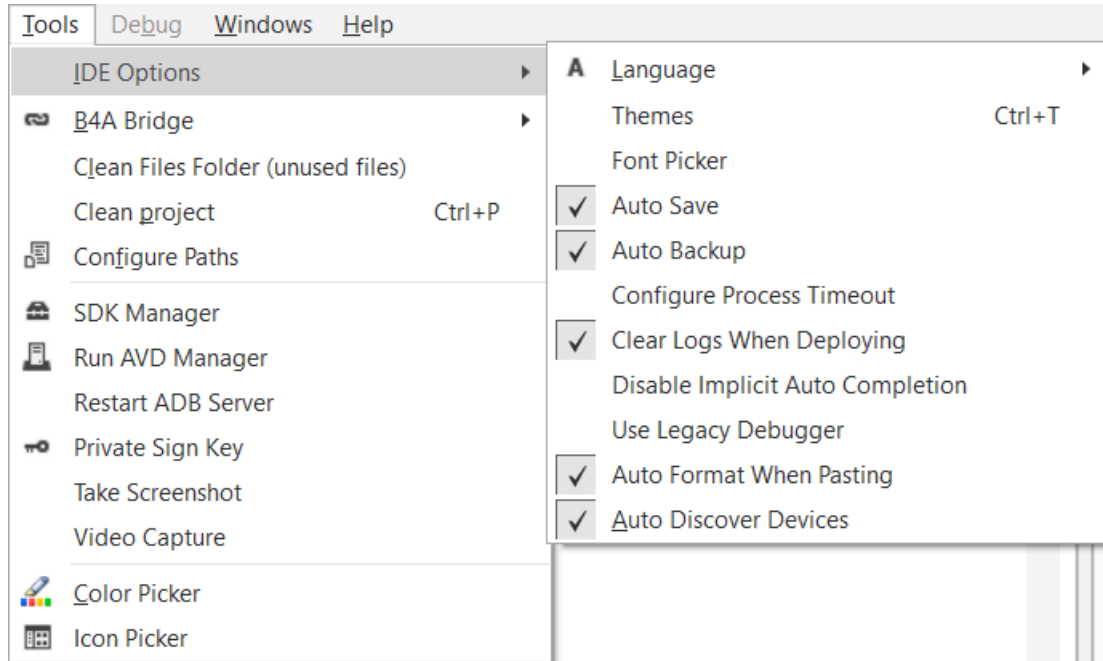 Tools Debug Windows Help
IDE Options
B4A Bridge
Clean Files Folder (unused files)
Clean project Ctrl+P
Configure Paths
SDK Manager
Run AVD Manager
Restart ADB Server
Private Sign Key
Take Screenshot
Video Capture
Color Picker
Icon Picker
A Language
Themes Ctrl+T
Font Picker
Auto Save
Auto Backup
Configure Process Timeout
Clear Logs When Deploying
Disable Implicit Auto Completion
Use Legacy Debugger
Auto Format When Pasting
Auto Discover Devices